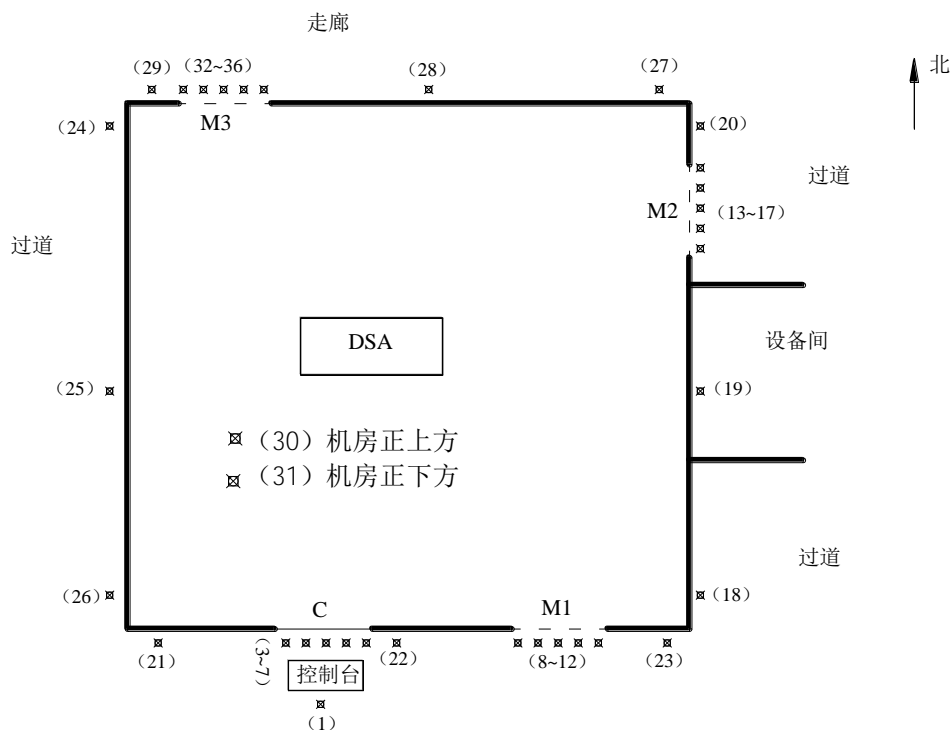 走廊
北
（29）
（32~36）
（28）
（27）
（24）
M3
（20）
过道
M2
（13~17）
过道
DSA
设备间
（25）
（19）
（30）机房正上方
（31）机房正下方
过道
（26）
C
M1
（18）
（21）
（3~7）
（22）
（8~12）
（23）
控制台
（1）